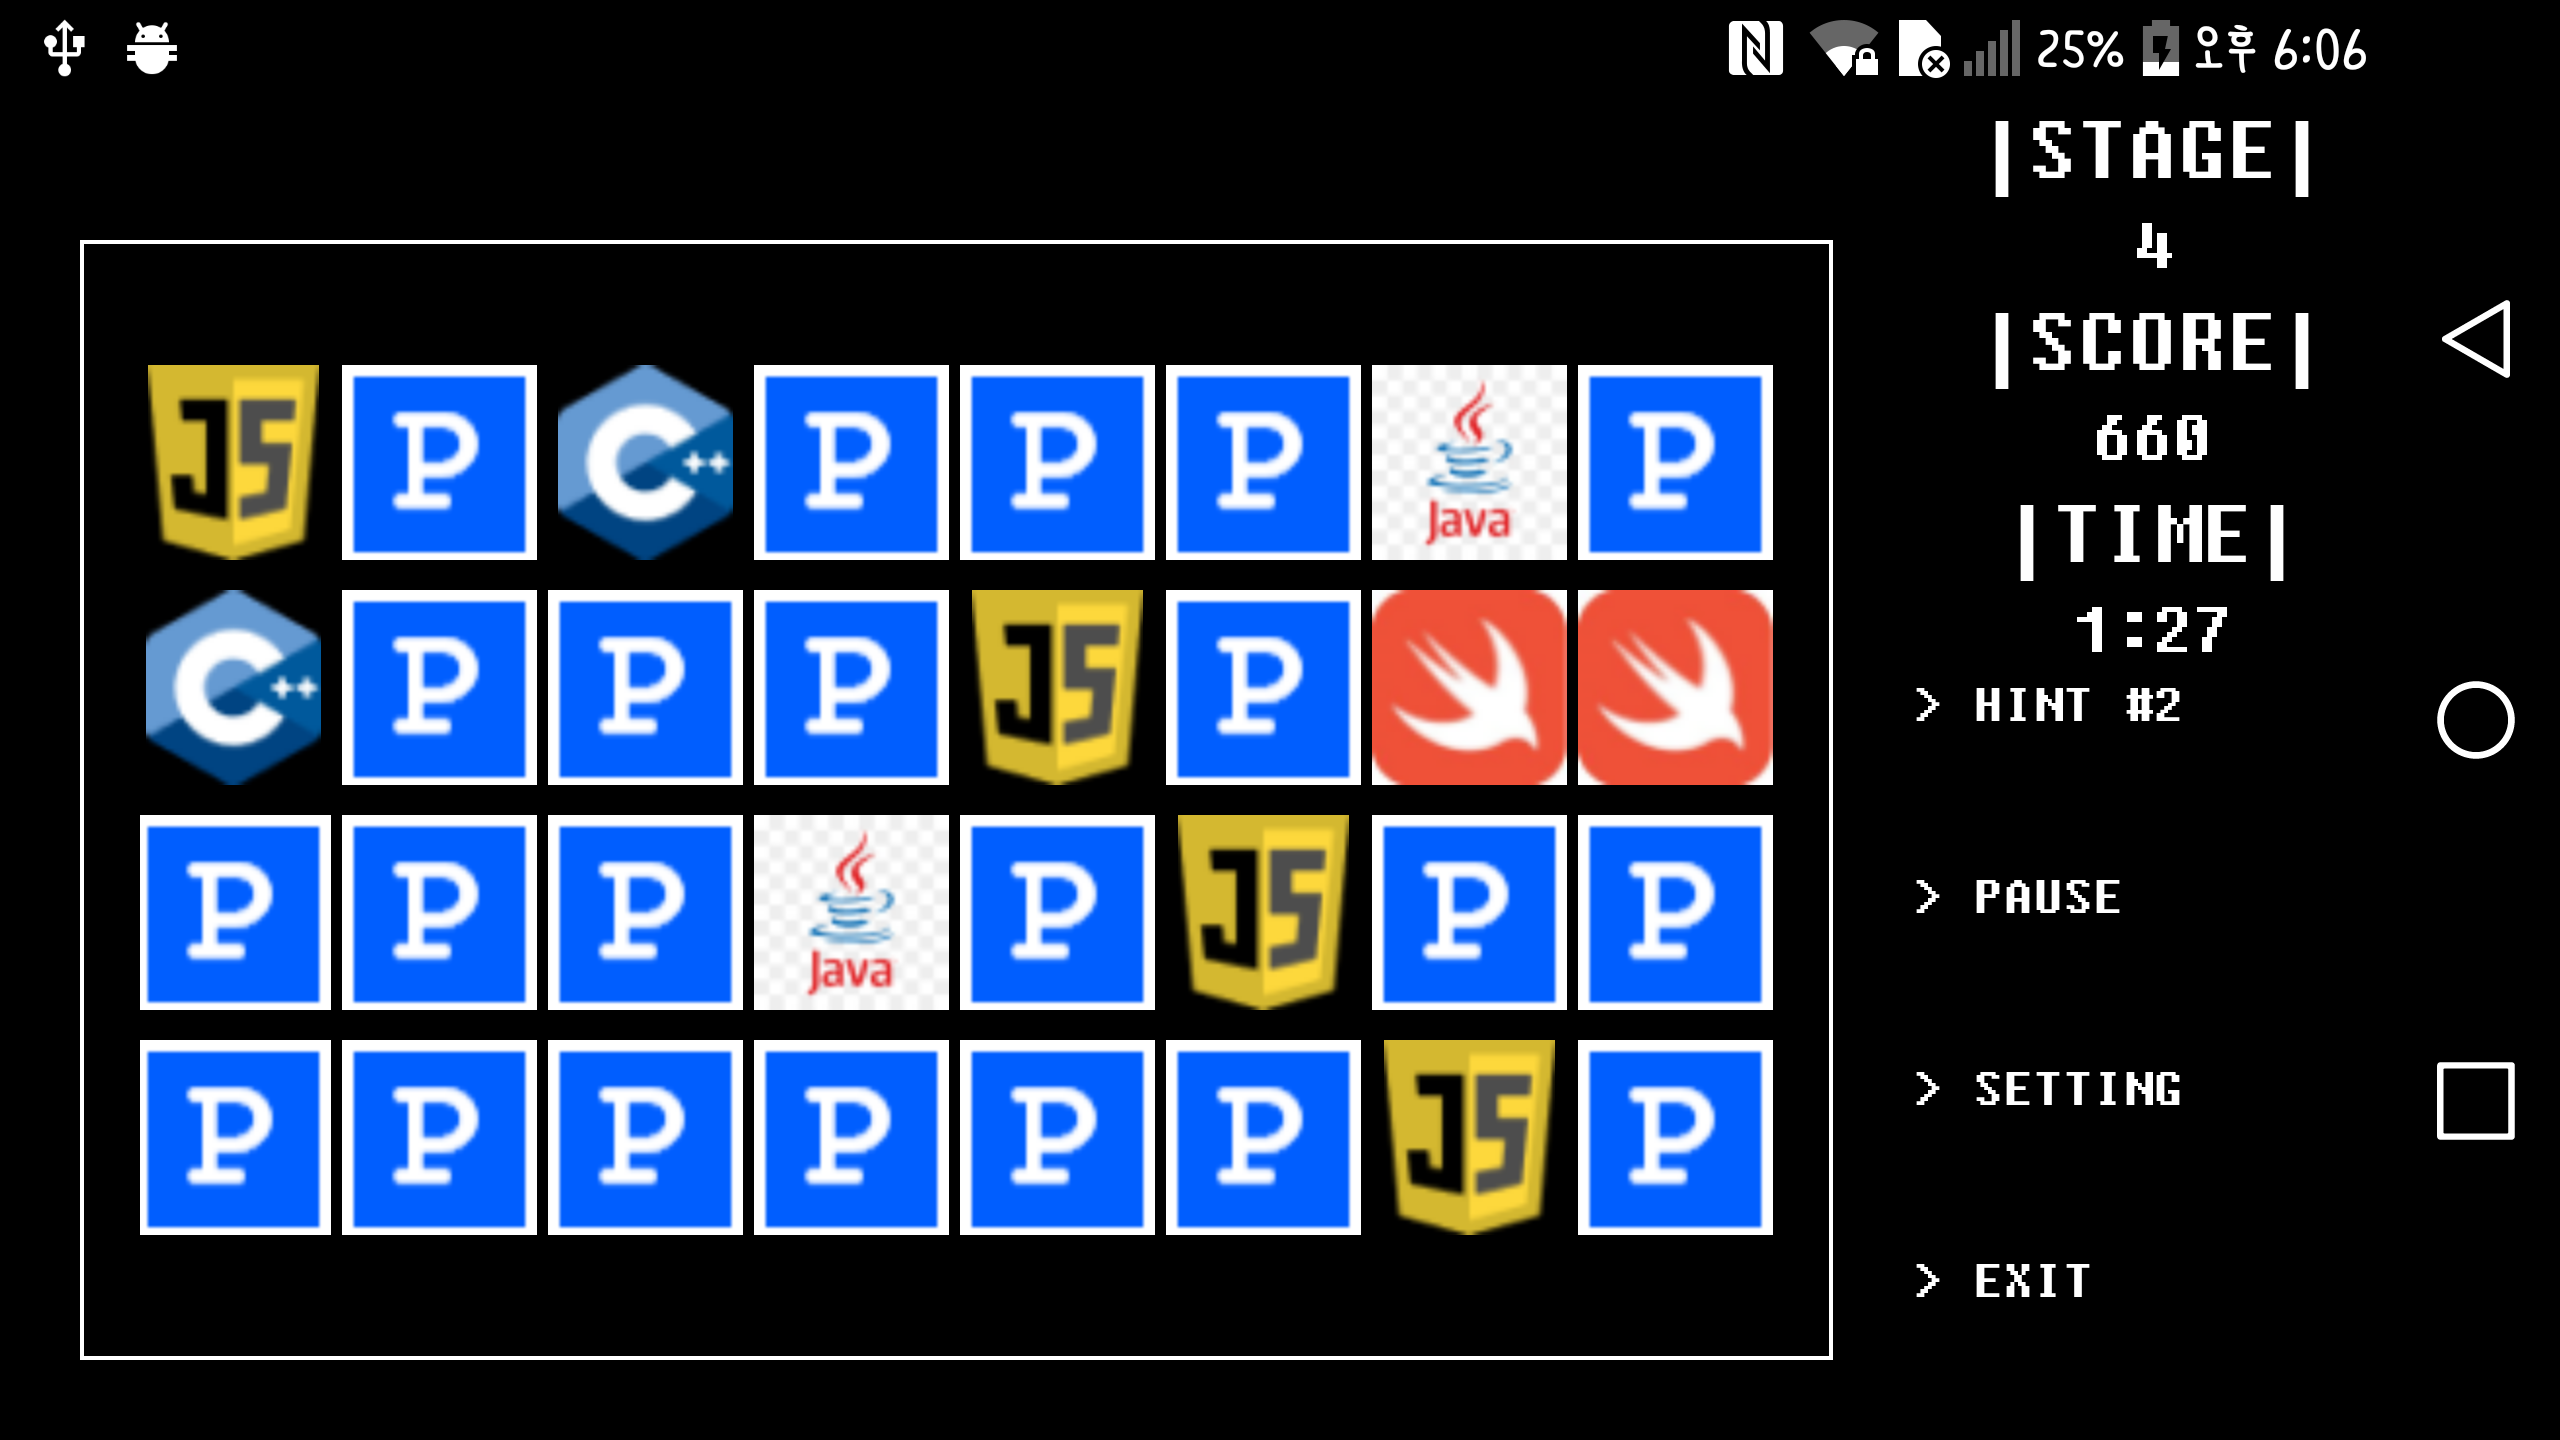 25% 오후 6:06
|STAGE|
4
|SCORE|
660
|TIME|
1:27
> HINT #2
> PAUSE
> SETTING
> EXIT
JS P C++ P P P Java P
C++ P P P JS P
P P P Java P JS P P
P P P P P P JS P